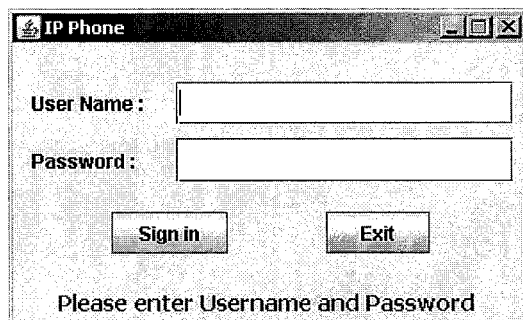 IP Phone
User Name :
Password :
Sign in Exit
Please enter Username and Password